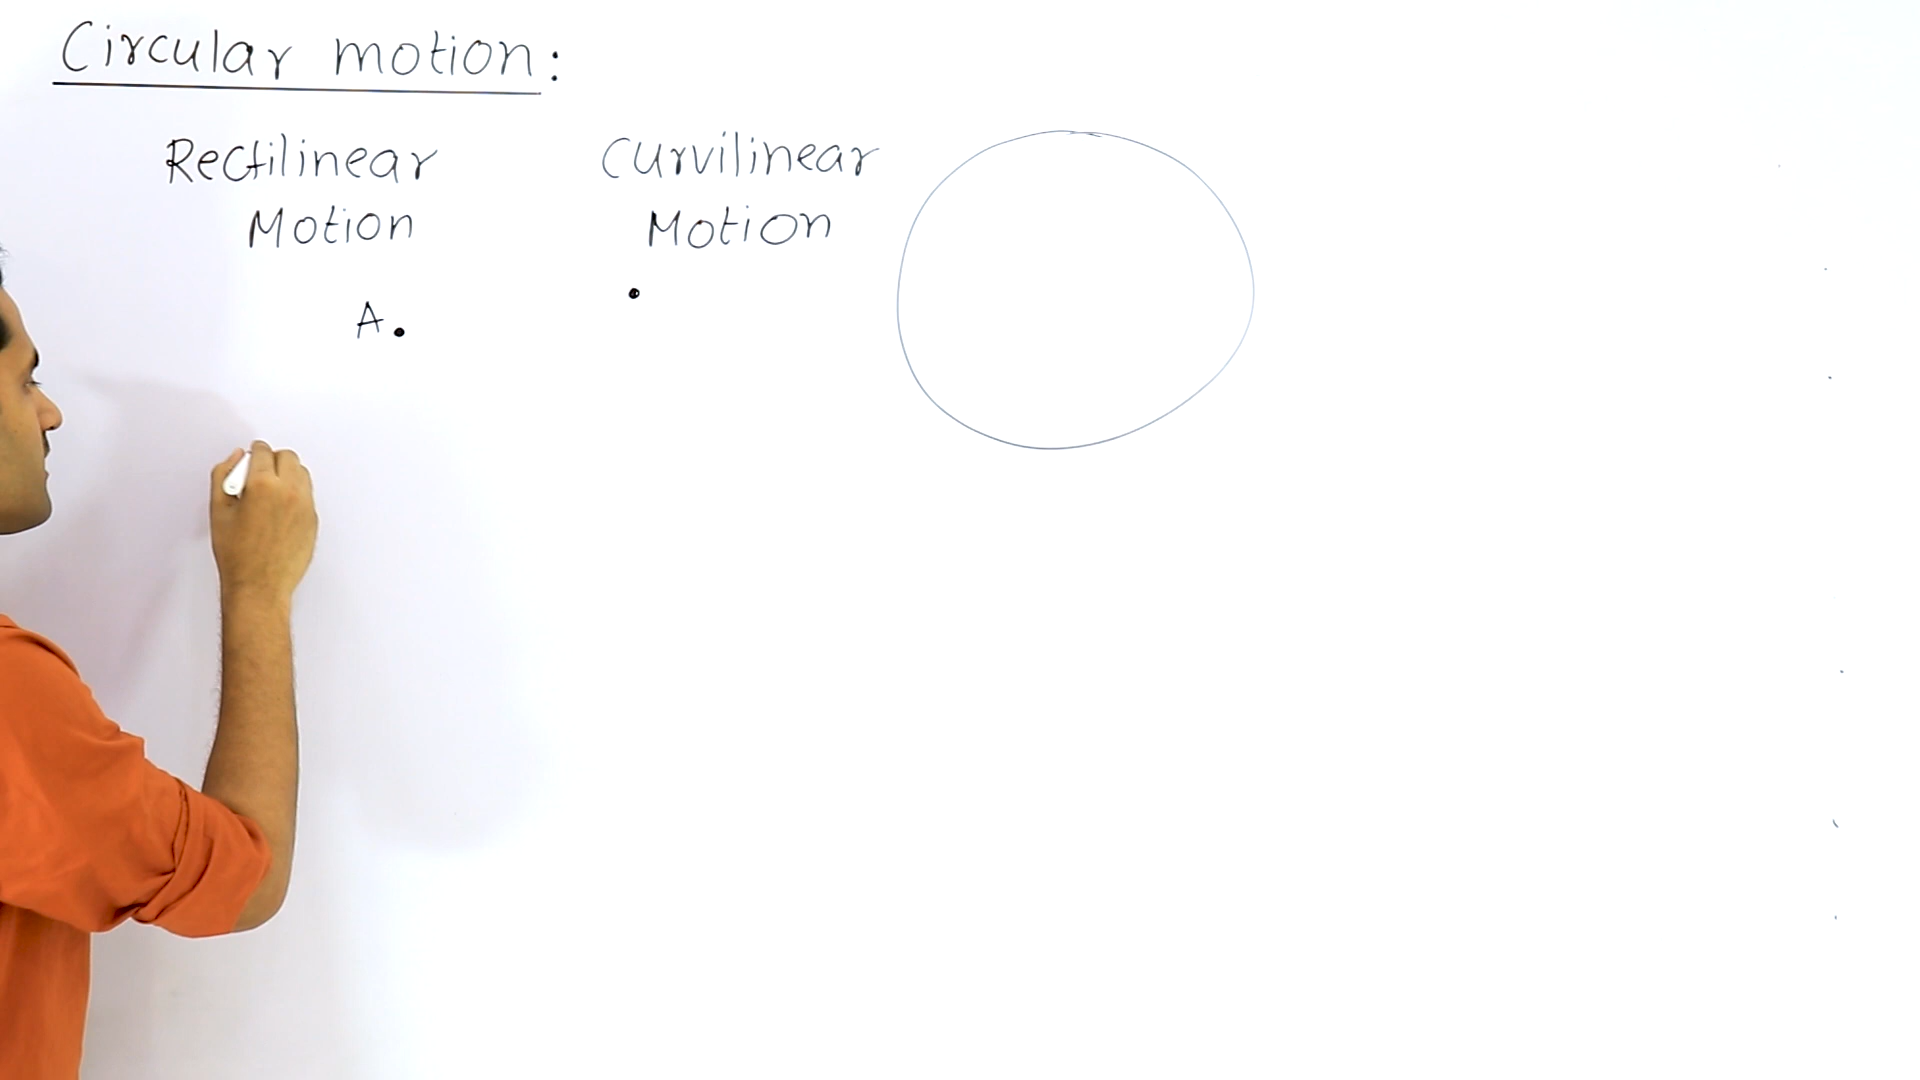 Circular motion:
Rectilinear
Motion
Curvilinear
Motion
A.